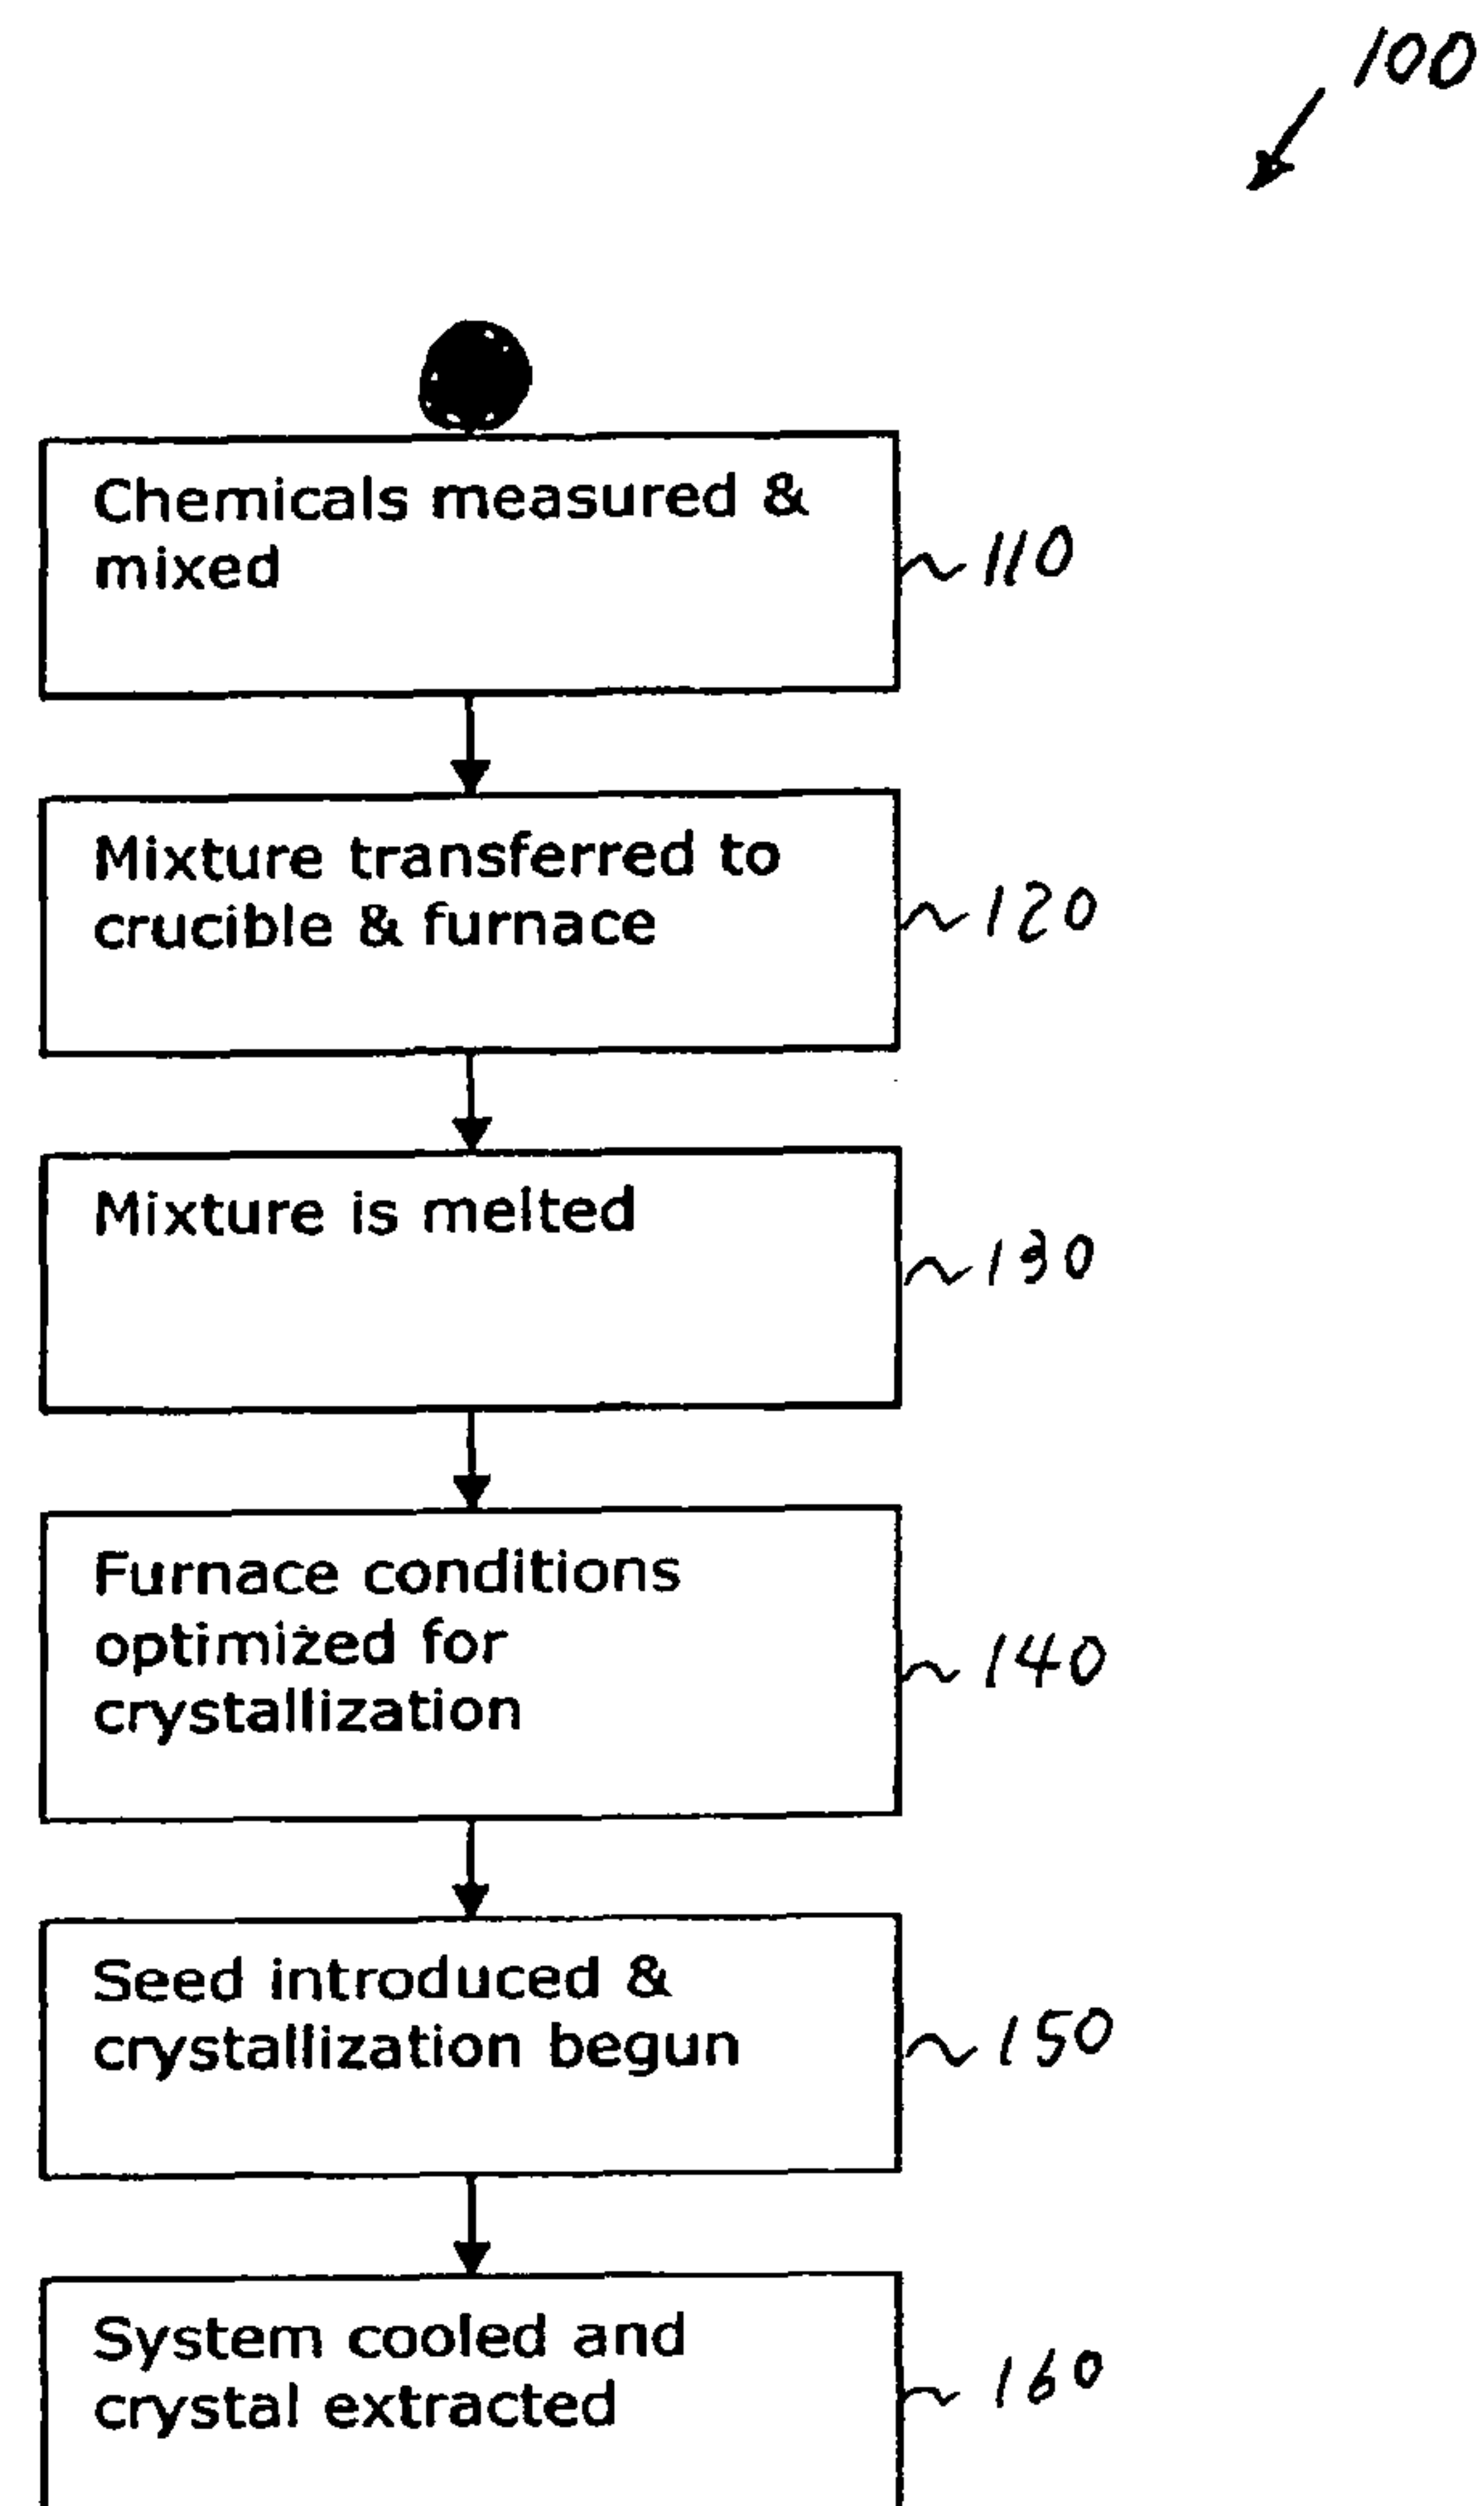 100
Chemicals measured &
mixed
110
Mixture transferred to
crucible & furnace
120
Mixture is melted
130
Furnace conditions
optimized for
crystallization
140
Seed introduced &
crystallization begun
150
System cooled and
crystal extracted
160